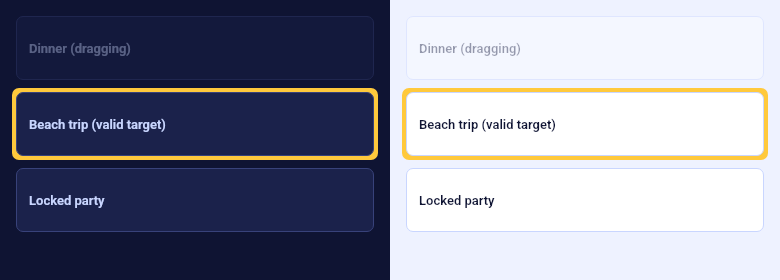 Dinner (dragging)
Beach trip (valid target)
Locked party
Dinner (dragging)
Beach trip (valid target)
Locked party